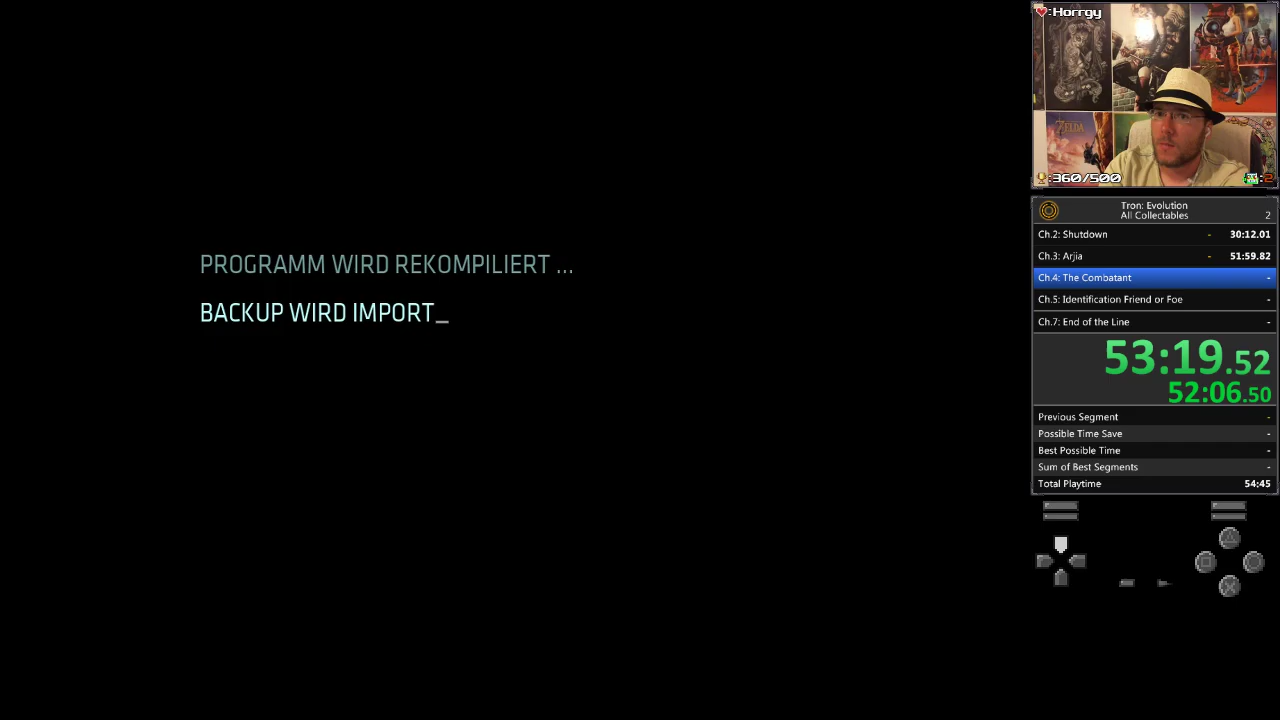 :Horrgy
ZELDA
:360/500
:2
PROGRAMM WIRD REKOMPILIERT ...
BACKUP WIRD IMPORT_
Tron: Evolution
All Collectables 2
Ch.2: Shutdown - 30:12.01
Ch.3: Arjia - 51:59.82
Ch.4: The Combatant -
Ch.5: Identification Friend or Foe -
Ch.7: End of the Line -
53:19.52
52:06.50
Previous Segment -
Possible Time Save -
Best Possible Time -
Sum of Best Segments -
Total Playtime 54:45